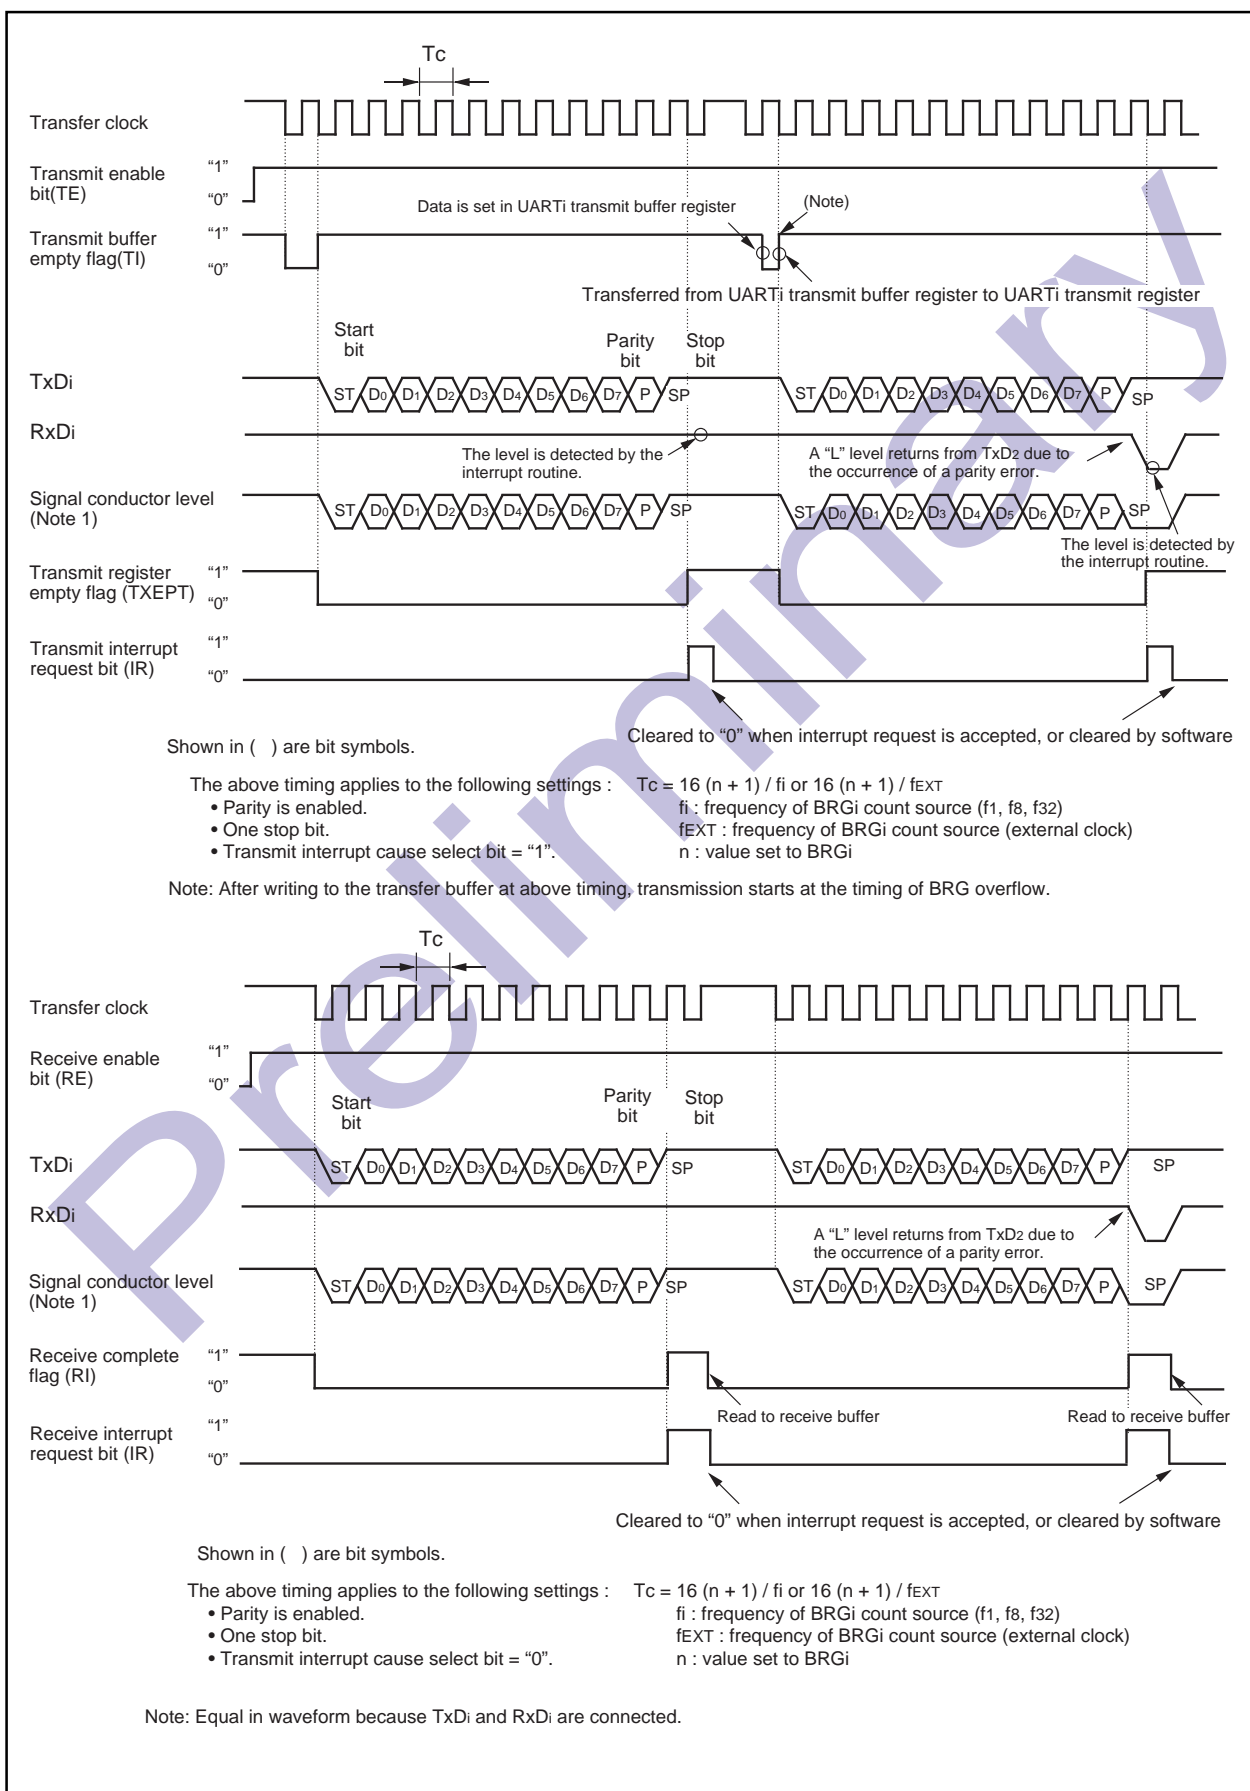 Tc
Transfer clock
Transmit enable
bit(TE)
“1”
“0”
Data is set in UARTi transmit buffer register
(Note)
Transmit buffer
empty flag(TI)
“1”
“0”
Transferred from UARTi transmit buffer register to UARTi transmit register
Start
bit
Parity
bit
Stop
bit
TxDi
ST D0 D1 D2 D3 D4 D5 D6 D7 P SP
ST D0 D1 D2 D3 D4 D5 D6 D7 P SP
RxDi
The level is detected by the
interrupt routine.
A “L” level returns from TxD2 due to
the occurrence of a parity error.
Signal conductor level
(Note 1)
ST D0 D1 D2 D3 D4 D5 D6 D7 P SP
ST D0 D1 D2 D3 D4 D5 D6 D7 P SP
The level is detected by
the interrupt routine.
Transmit register
empty flag (TXEPT)
“1”
“0”
Transmit interrupt
request bit (IR)
“1”
“0”
Cleared to “0” when interrupt request is accepted, or cleared by software
Shown in ( ) are bit symbols.
The above timing applies to the following settings :
• Parity is enabled.
• One stop bit.
• Transmit interrupt cause select bit = “1”.
Tc = 16 (n + 1) / fi or 16 (n + 1) / fEXT
fi : frequency of BRGi count source (f1, f8, f32)
fEXT : frequency of BRGi count source (external clock)
n : value set to BRGi
Note: After writing to the transfer buffer at above timing, transmission starts at the timing of BRG overflow.
Tc
Transfer clock
Receive enable
bit (RE)
“1”
“0”
Start
bit
Parity
bit
Stop
bit
TxDi
ST D0 D1 D2 D3 D4 D5 D6 D7 P SP
ST D0 D1 D2 D3 D4 D5 D6 D7 P SP
RxDi
A “L” level returns from TxD2 due to
the occurrence of a parity error.
Signal conductor level
(Note 1)
ST D0 D1 D2 D3 D4 D5 D6 D7 P SP
ST D0 D1 D2 D3 D4 D5 D6 D7 P SP
Receive complete
flag (RI)
“1”
“0”
Read to receive buffer
Read to receive buffer
Receive interrupt
request bit (IR)
“1”
“0”
Cleared to “0” when interrupt request is accepted, or cleared by software
Shown in ( ) are bit symbols.
The above timing applies to the following settings :
• Parity is enabled.
• One stop bit.
• Transmit interrupt cause select bit = “0”.
Tc = 16 (n + 1) / fi or 16 (n + 1) / fEXT
fi : frequency of BRGi count source (f1, f8, f32)
fEXT : frequency of BRGi count source (external clock)
n : value set to BRGi
Note: Equal in waveform because TxDi and RxDi are connected.
Preliminary